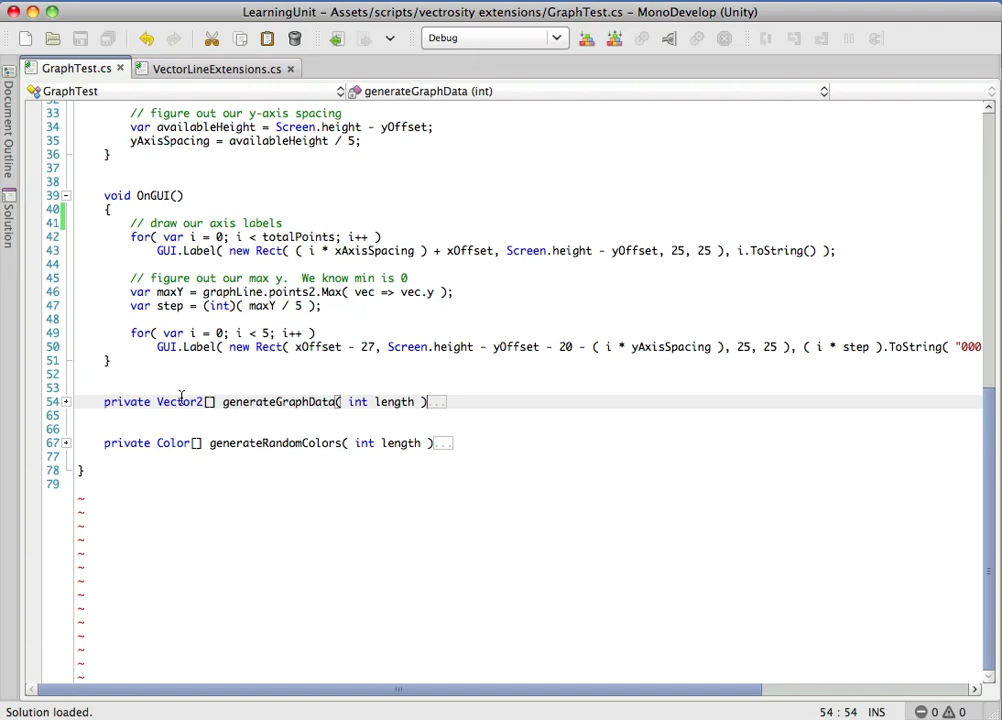 LearningUnit - Assets/scripts/vectrosity extensions/GraphTest.cs - MonoDevelop (Unity)
Debug
GraphTest.cs
VectorLineExtensions.cs
GraphTest
generateGraphData (int)
Document Outline
Solution
33 // figure out our y-axis spacing
34 var availableHeight = Screen.height - yOffset;
35 yAxisSpacing = availableHeight / 5;
36 }
37
38
39 void OnGUI()
40 {
41 // draw our axis labels
42 for( var i = 0; i < totalPoints; i++ )
43 GUI.Label( new Rect( ( i * xAxisSpacing ) + xOffset, Screen.height - yOffset, 25, 25 ), i.ToString() );
44
45 // figure out our max y. We know min is 0
46 var maxY = graphLine.points2.Max( vec => vec.y );
47 var step = (int)( maxY / 5 );
48
49 for( var i = 0; i < 5; i++ )
50 GUI.Label( new Rect( xOffset - 27, Screen.height - yOffset - 20 - ( i * yAxisSpacing ), 25, 25 ), ( i * step ).ToString( "000
51 }
52
53
54 private Vector2[] generateGraphData( int length )...
65
66
67 private Color[] generateRandomColors( int length )...
77
78 }
79
~
~
~
~
~
~
~
~
~
~
~
~
~
~
Solution loaded.
54 : 54
INS
0
0